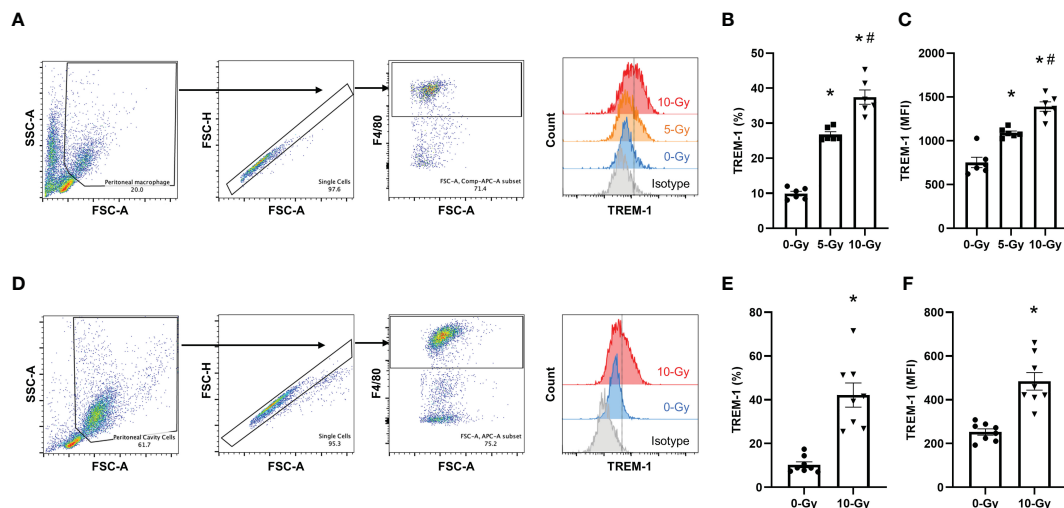 A
SSC-A
Peritoneal macrophage
20.0
FSC-A
FSC-H
Single Cells
97.6
FSC-A
F4/80
FSC-A, Comp-APC-A subset
71.4
FSC-A
Count
10-Gy
5-Gy
0-Gy
Isotype
TREM-1
B
TREM-1 (%)
50
40
30
20
10
0
* * #
0-Gy 5-Gy 10-Gy
C
TREM-1 (MFI)
2000
1500
1000
500
0
* * #
0-Gy 5-Gy 10-Gy
D
SSC-A
Peritoneal Cavity Cells
61.7
FSC-A
FSC-H
Single Cells
95.3
FSC-A
F4/80
FSC-A, APC-A subset
75.2
FSC-A
Count
10-Gy
0-Gy
Isotype
TREM-1
E
TREM-1 (%)
80
60
40
20
0
*
0-Gy 10-Gy
F
TREM-1 (MFI)
800
600
400
200
0
*
0-Gy 10-Gy